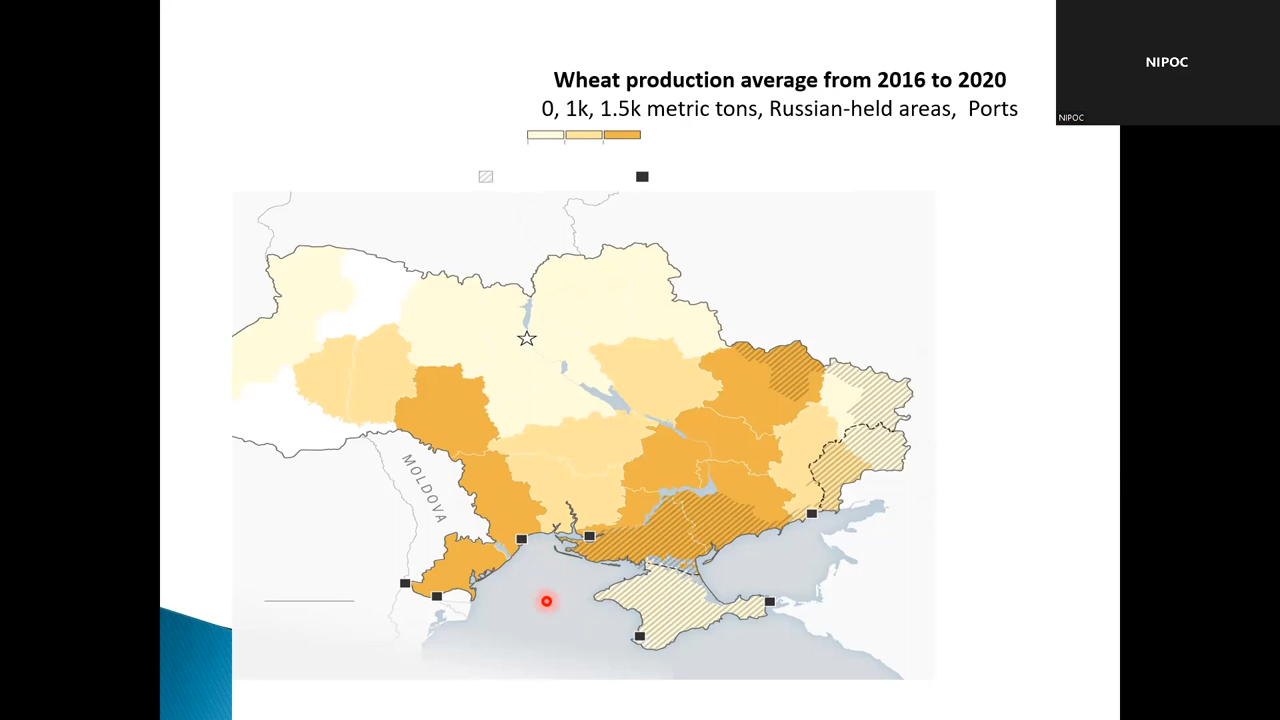 Wheat production average from 2016 to 2020
0, 1k, 1.5k metric tons, Russian-held areas, Ports
NIPOC
NIPOC
MOLDOVA